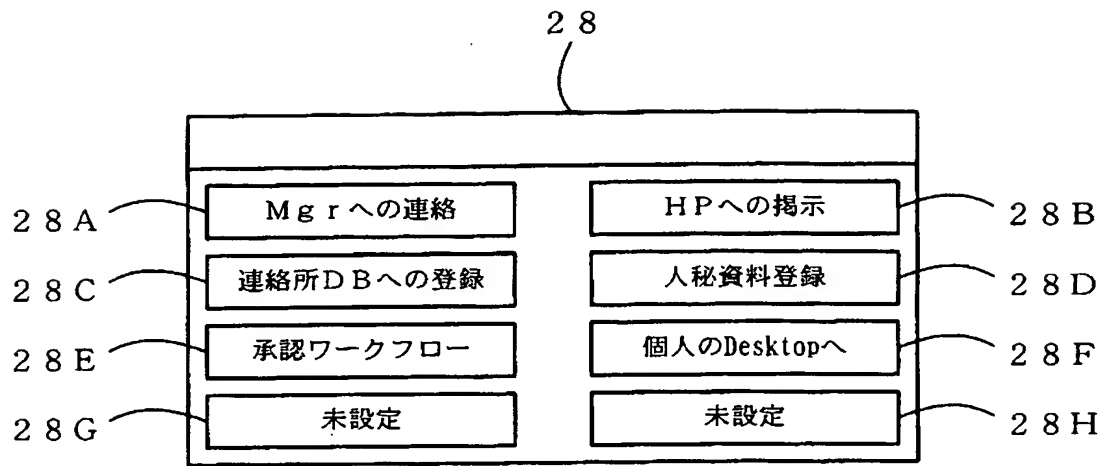 ２８
２８Ａ
Ｍｇｒへの連絡
ＨＰへの掲示
２８Ｂ
２８Ｃ
連絡所ＤＢへの登録
人秘資料登録
２８Ｄ
２８Ｅ
承認ワークフロー
個人のDesktopへ
２８Ｆ
２８Ｇ
未設定
未設定
２８Ｈ